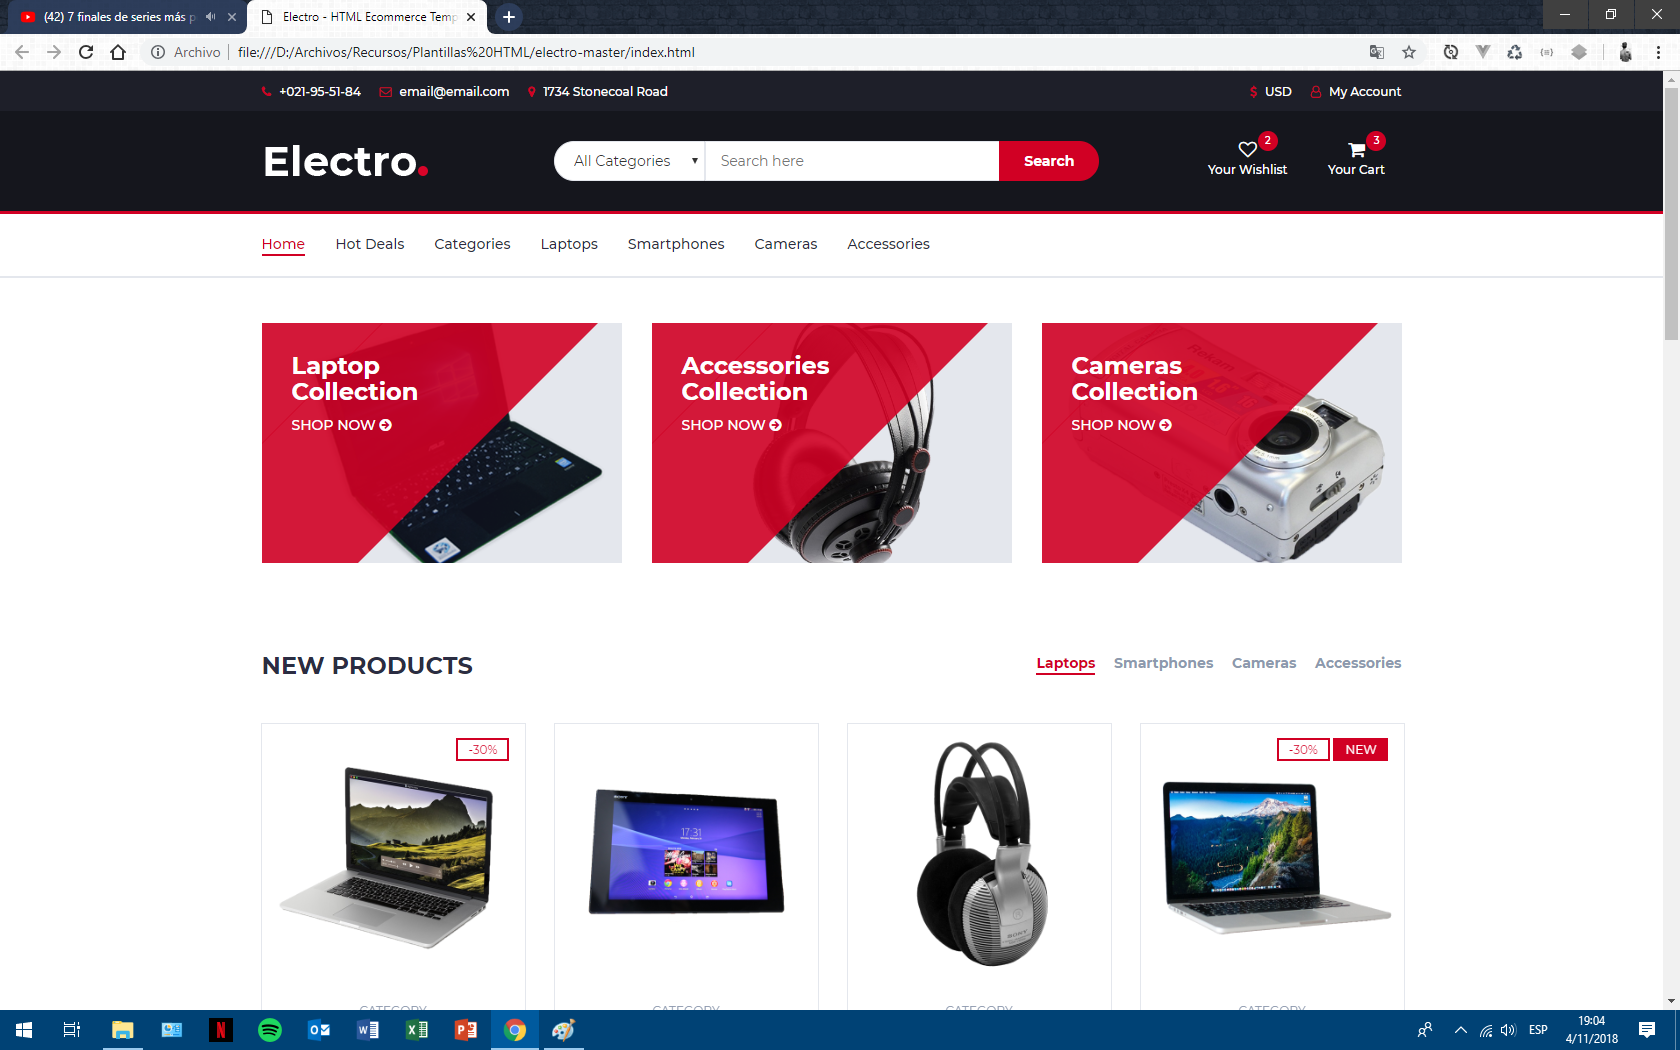 (42) 7 finales de series más p
Electro - HTML Ecommerce Temp
Archivo
file:///D:/Archivos/Recursos/Plantillas%20HTML/electro-master/index.html
+021-95-51-84
email@email.com
1734 Stonecoal Road
$ USD
My Account
Electro.
All Categories
Search here
Search
2
Your Wishlist
3
Your Cart
Home
Hot Deals
Categories
Laptops
Smartphones
Cameras
Accessories
Laptop
Collection
SHOP NOW
Accessories
Collection
SHOP NOW
Cameras
Collection
SHOP NOW
NEW PRODUCTS
Laptops
Smartphones
Cameras
Accessories
-30%
SONY
17:31
SONY
-30%
NEW
CATEGORY
CATEGORY
CATEGORY
CATEGORY
ESP
19:04
4/11/2018